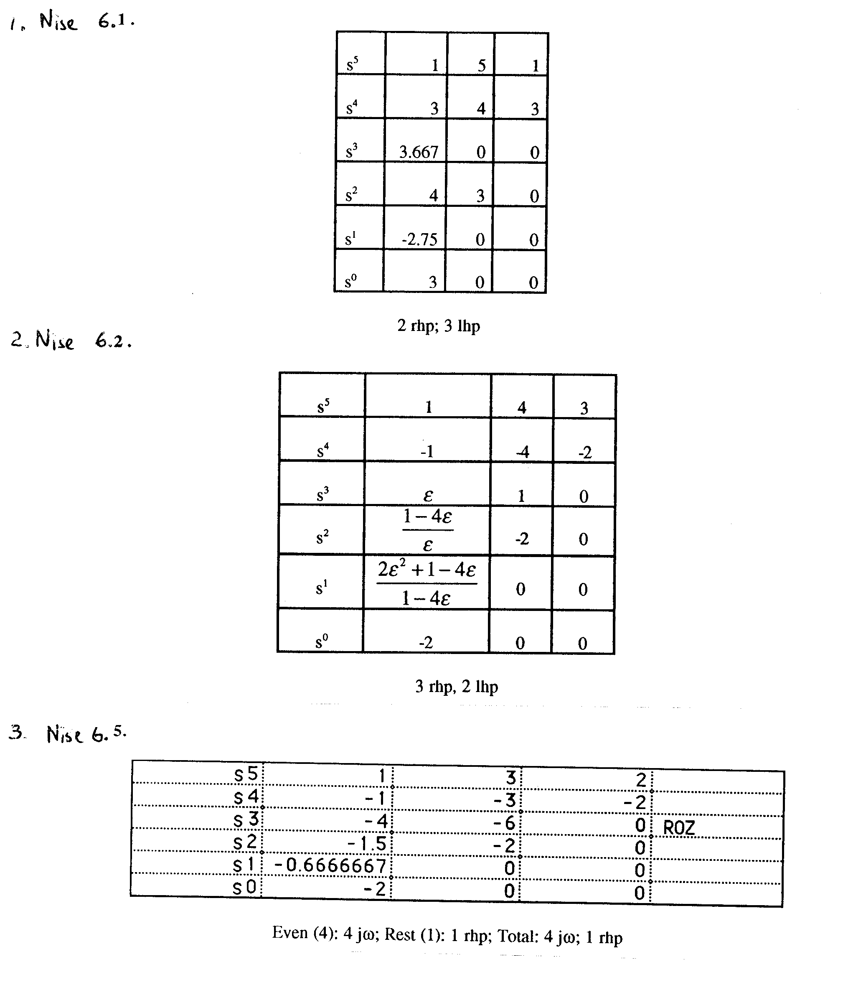 1. Nise 6.1.
s⁵ 1 5 1
s⁴ 3 4 3
s³ 3.667 0 0
s² 4 3 0
s¹ -2.75 0 0
s⁰ 3 0 0
2 rhp; 3 lhp
2. Nise 6.2.
s⁵ 1 4 3
s⁴ -1 -4 -2
s³ ε 1 0
s² (1 – 4ε)/ε -2 0
s¹ (2ε² + 1 – 4ε)/(1 – 4ε) 0 0
s⁰ -2 0 0
3 rhp, 2 lhp
3. Nise 6.5.
s5 1 3 2
s4 -1 -3 -2
s3 -4 -6 0 ROZ
s2 -1.5 -2 0
s1 -0.6666667 0 0
s0 -2 0 0
Even (4): 4 jω; Rest (1): 1 rhp; Total: 4 jω; 1 rhp